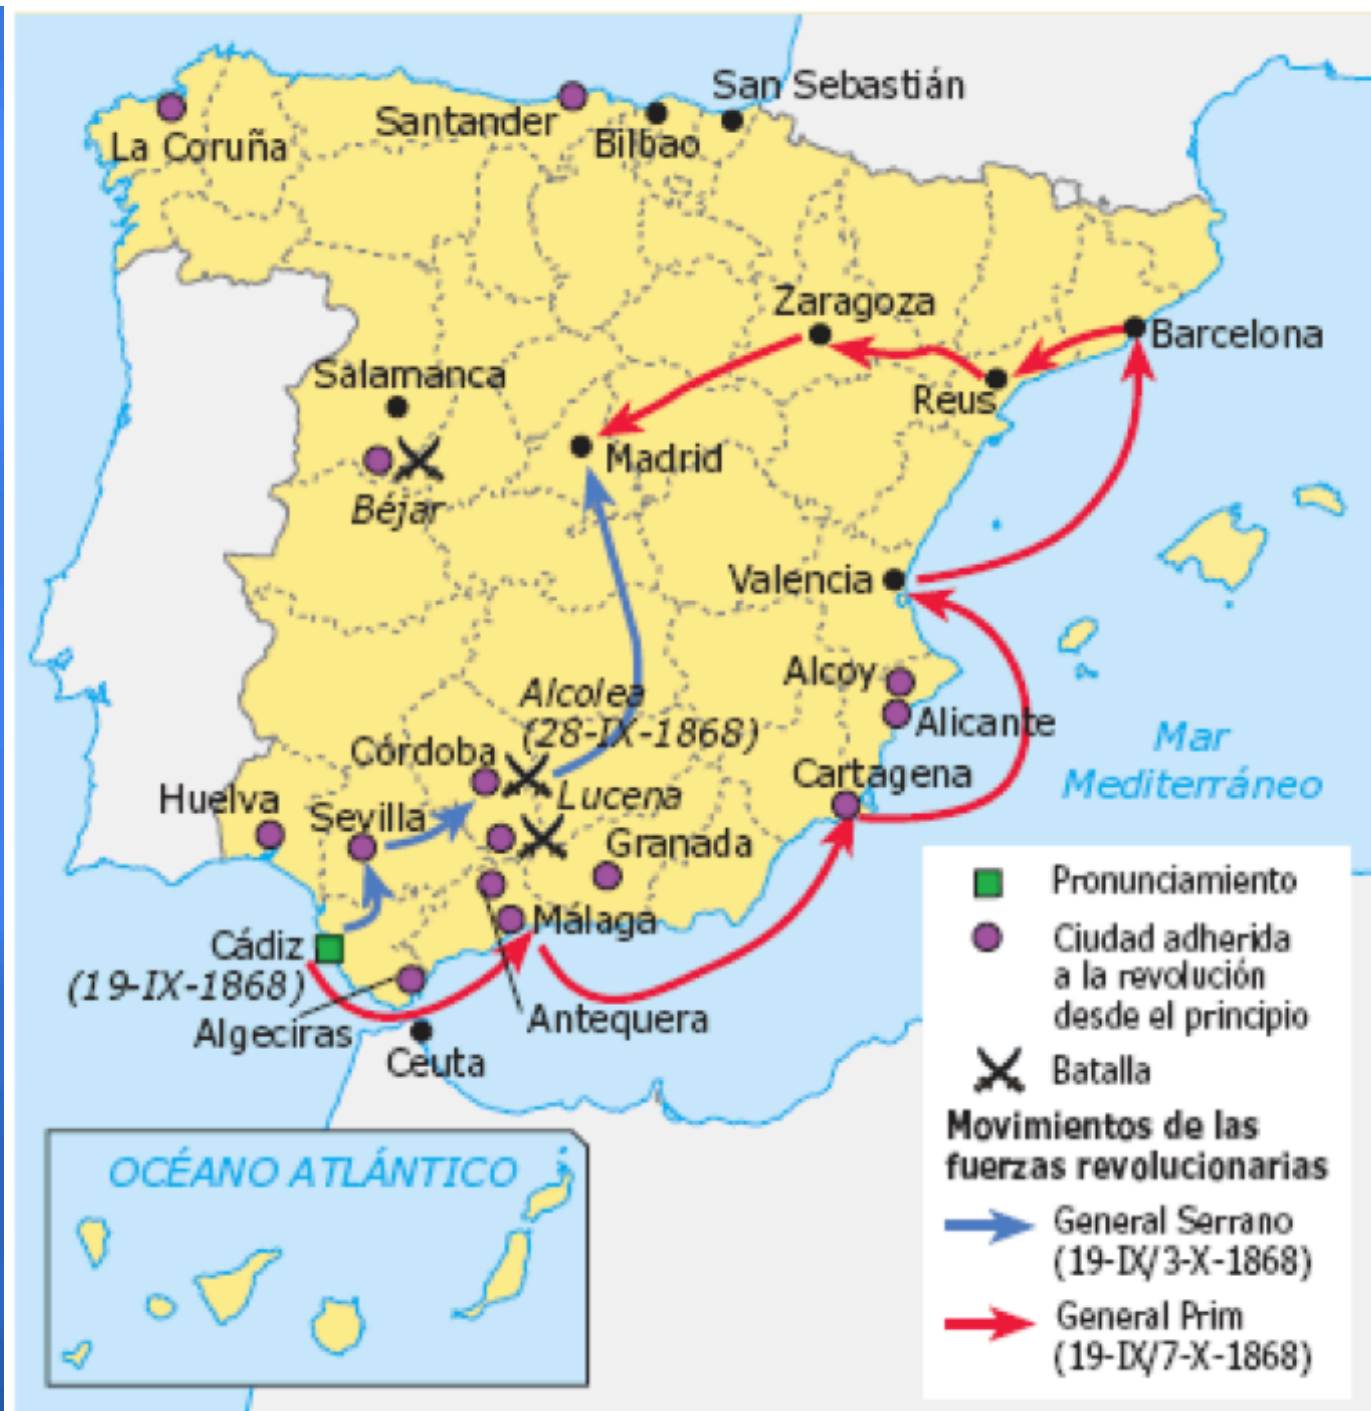 San Sebastián
Santander
Bilbao
La Coruña
Zaragoza
Barcelona
Salamanca
Reus
Madrid
Béjar
Valencia
Alcoy
Alcolea
(28-IX-1868)
Alicante
Mar
Mediterráneo
Córdoba
Cartagena
Huelva
Lucena
Sevilla
Granada
Málaga
Cádiz
(19-IX-1868)
Algeciras
Antequera
Ceuta
OCÉANO ATLÁNTICO
Pronunciamiento
Ciudad adherida
a la revolución
desde el principio
Batalla
Movimientos de las
fuerzas revolucionarias
General Serrano
(19-IX/3-X-1868)
General Prim
(19-IX/7-X-1868)